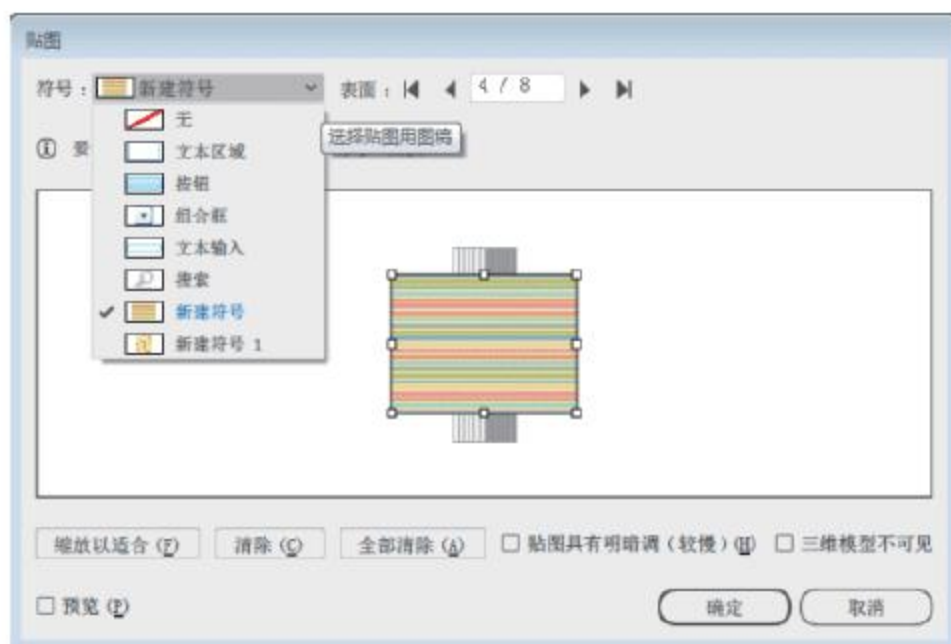 贴图
符号： 新建符号 表面： 4 / 8
无
选择贴图用图稿
要
文本区域
按钮
组合框
文本输入
搜索
新建符号
新建符号 1
缩放以适合 (F) 清除 (C) 全部清除 (A) 贴图具有明暗调（较慢）(H) 三维模型不可见
预览 (P) 确定 取消